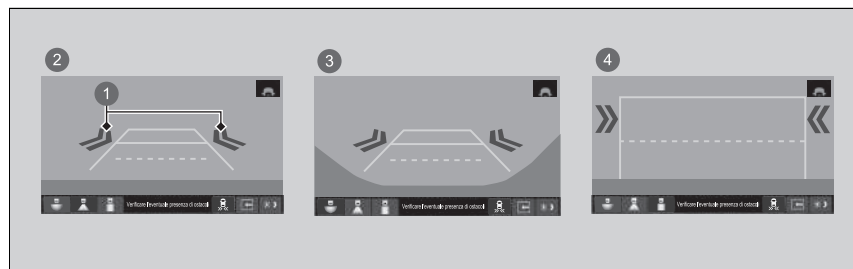 2
3
4
1
Verificare l'eventuale presenza di ostacoli
Verificare l'eventuale presenza di ostacoli
Verificare l'eventuale presenza di ostacoli